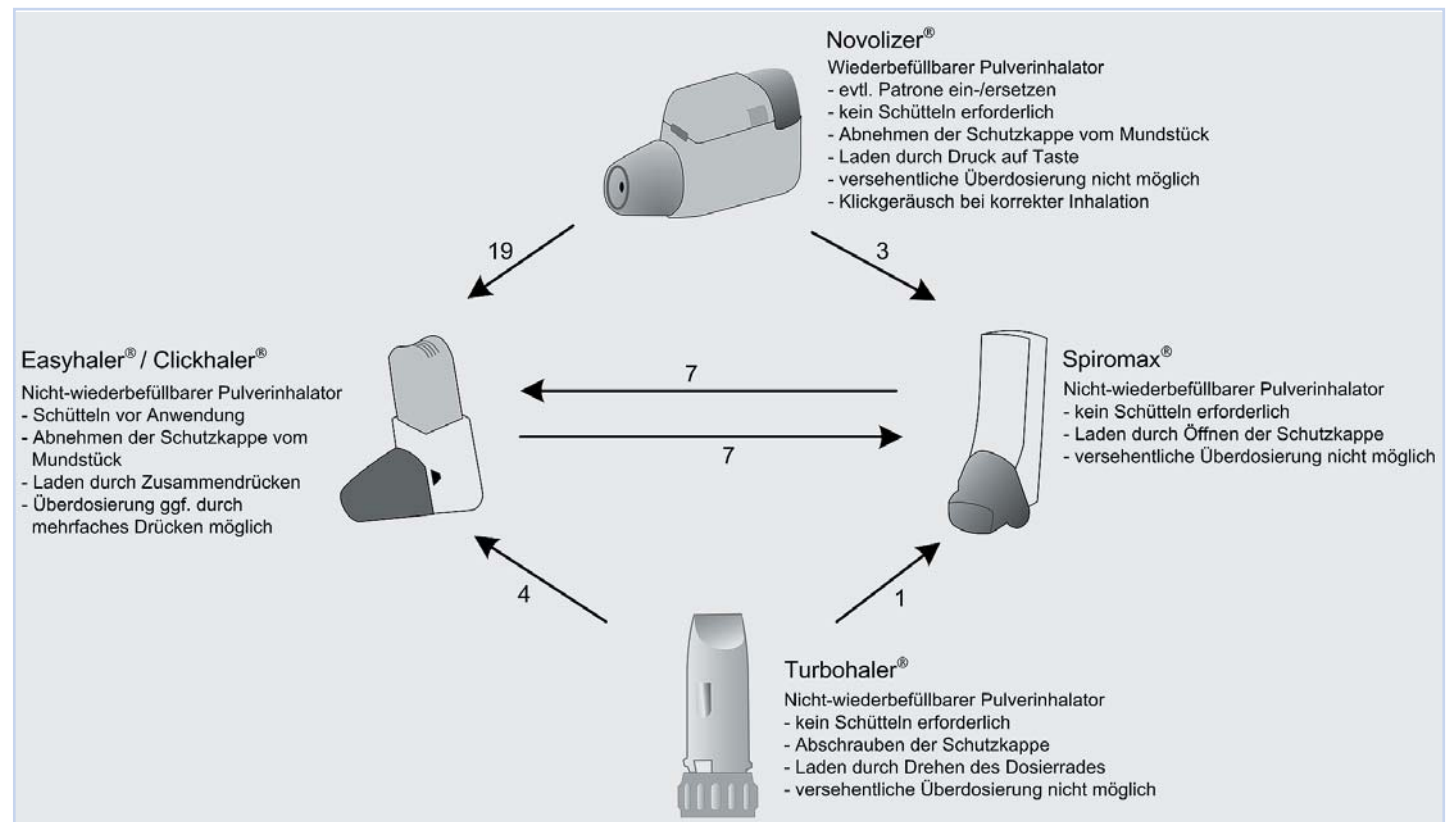 Novolizer®
Wiederbefüllbarer Pulverinhalator
- evtl. Patrone ein-/ersetzen
- kein Schütteln erforderlich
- Abnehmen der Schutzkappe vom Mundstück
- Laden durch Druck auf Taste
- versehentliche Überdosierung nicht möglich
- Klickgeräusch bei korrekter Inhalation
19
3
Easyhaler® / Clickhaler®
Nicht-wiederbefüllbarer Pulverinhalator
- Schütteln vor Anwendung
- Abnehmen der Schutzkappe vom
Mundstück
- Laden durch Zusammendrücken
- Überdosierung ggf. durch
mehrfaches Drücken möglich
7
7
Spiromax®
Nicht-wiederbefüllbarer Pulverinhalator
- kein Schütteln erforderlich
- Laden durch Öffnen der Schutzkappe
- versehentliche Überdosierung nicht möglich
4
1
Turbohaler®
Nicht-wiederbefüllbarer Pulverinhalator
- kein Schütteln erforderlich
- Abschrauben der Schutzkappe
- Laden durch Drehen des Dosierrades
- versehentliche Überdosierung nicht möglich